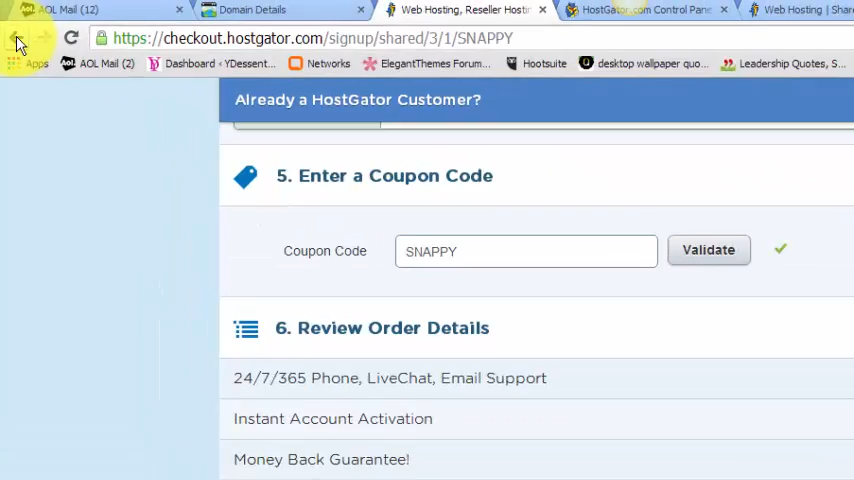 AOL Mail (12)
Domain Details
Web Hosting, Reseller Hosti
HostGator.com Control Pane
Web Hosting | Share
https://checkout.hostgator.com/signup/shared/3/1/SNAPPY
Apps
Aol. AOL Mail (2)
Dashboard ‹ YDessent...
Networks
ElegantThemes Forum...
Hootsuite
desktop wallpaper quo...
Leadership Quotes, S...
Already a HostGator Customer?
5. Enter a Coupon Code
Coupon Code
SNAPPY
Validate
6. Review Order Details
24/7/365 Phone, LiveChat, Email Support
Instant Account Activation
Money Back Guarantee!